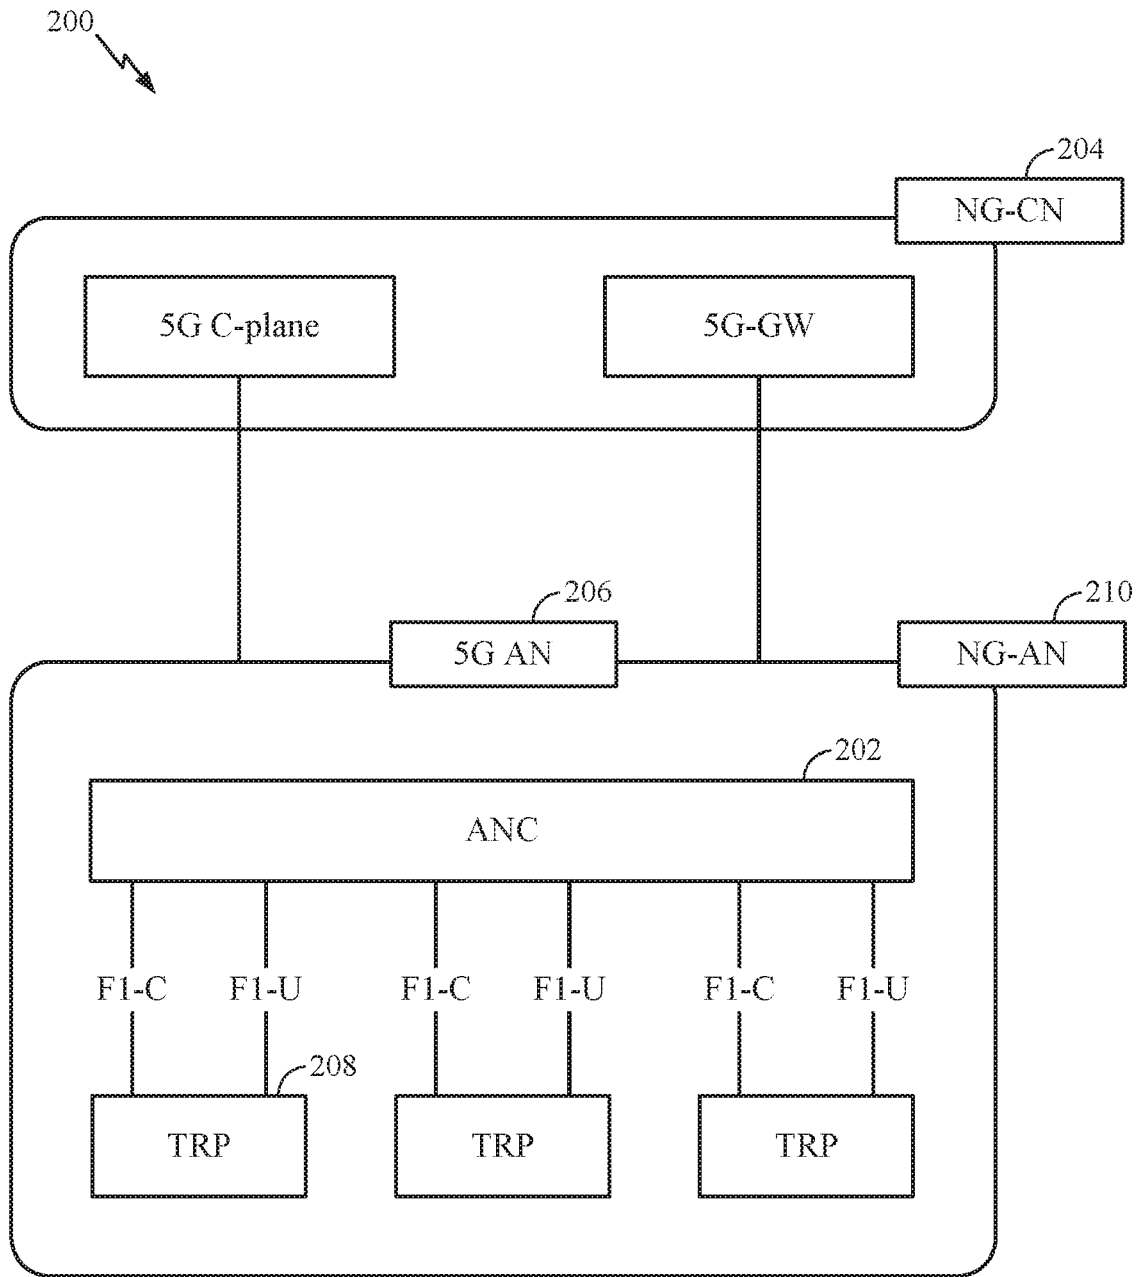 200
204
NG-CN
5G C-plane
5G-GW
206
210
5G AN
NG-AN
202
ANC
F1-C F1-U F1-C F1-U F1-C F1-U
208
TRP TRP TRP